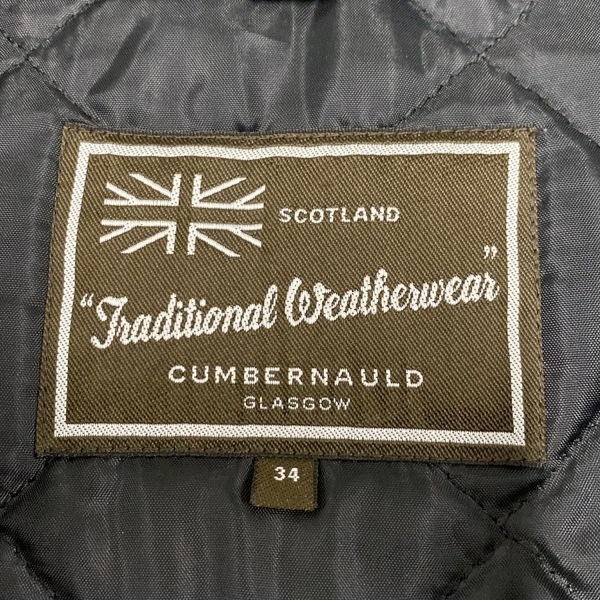 SCOTLAND
"Traditional Weatherwear"
CUMBERNAULD
GLASGOW
34